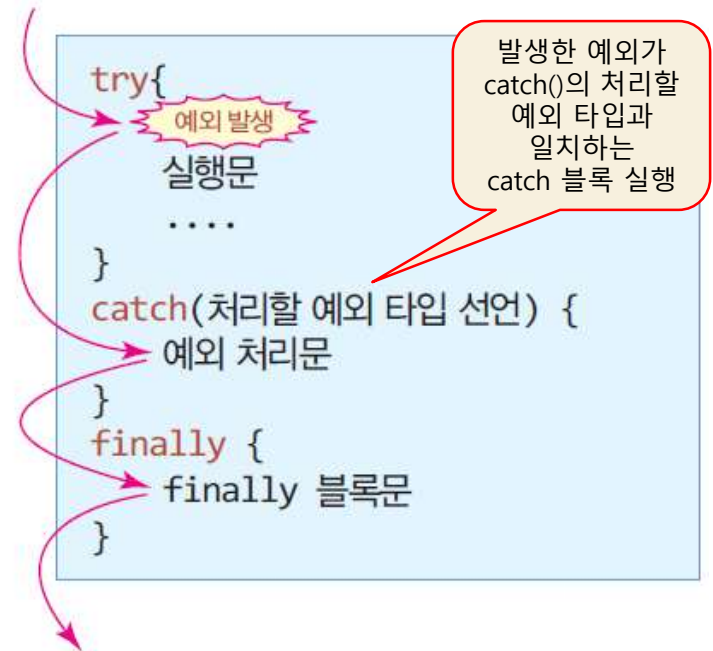 발생한 예외가
catch()의 처리할
예외 타입과
일치하는
catch 블록 실행
try{
예외 발생
실행문
....
}
catch(처리할 예외 타입 선언) {
예외 처리문
}
finally {
finally 블록문
}